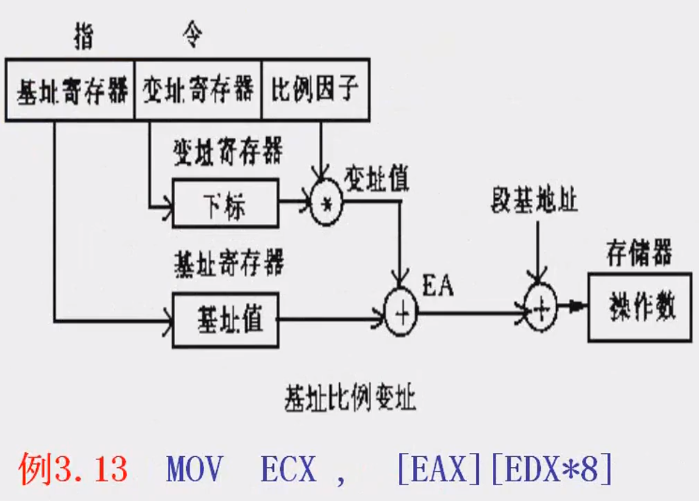 指 令
基址寄存器 变址寄存器 比例因子
变址寄存器
下标
*
变址值
段基地址
基址寄存器
存储器
基址值
+
EA
+
操作数
基址比例变址
例3.13 MOV ECX , [EAX][EDX*8]